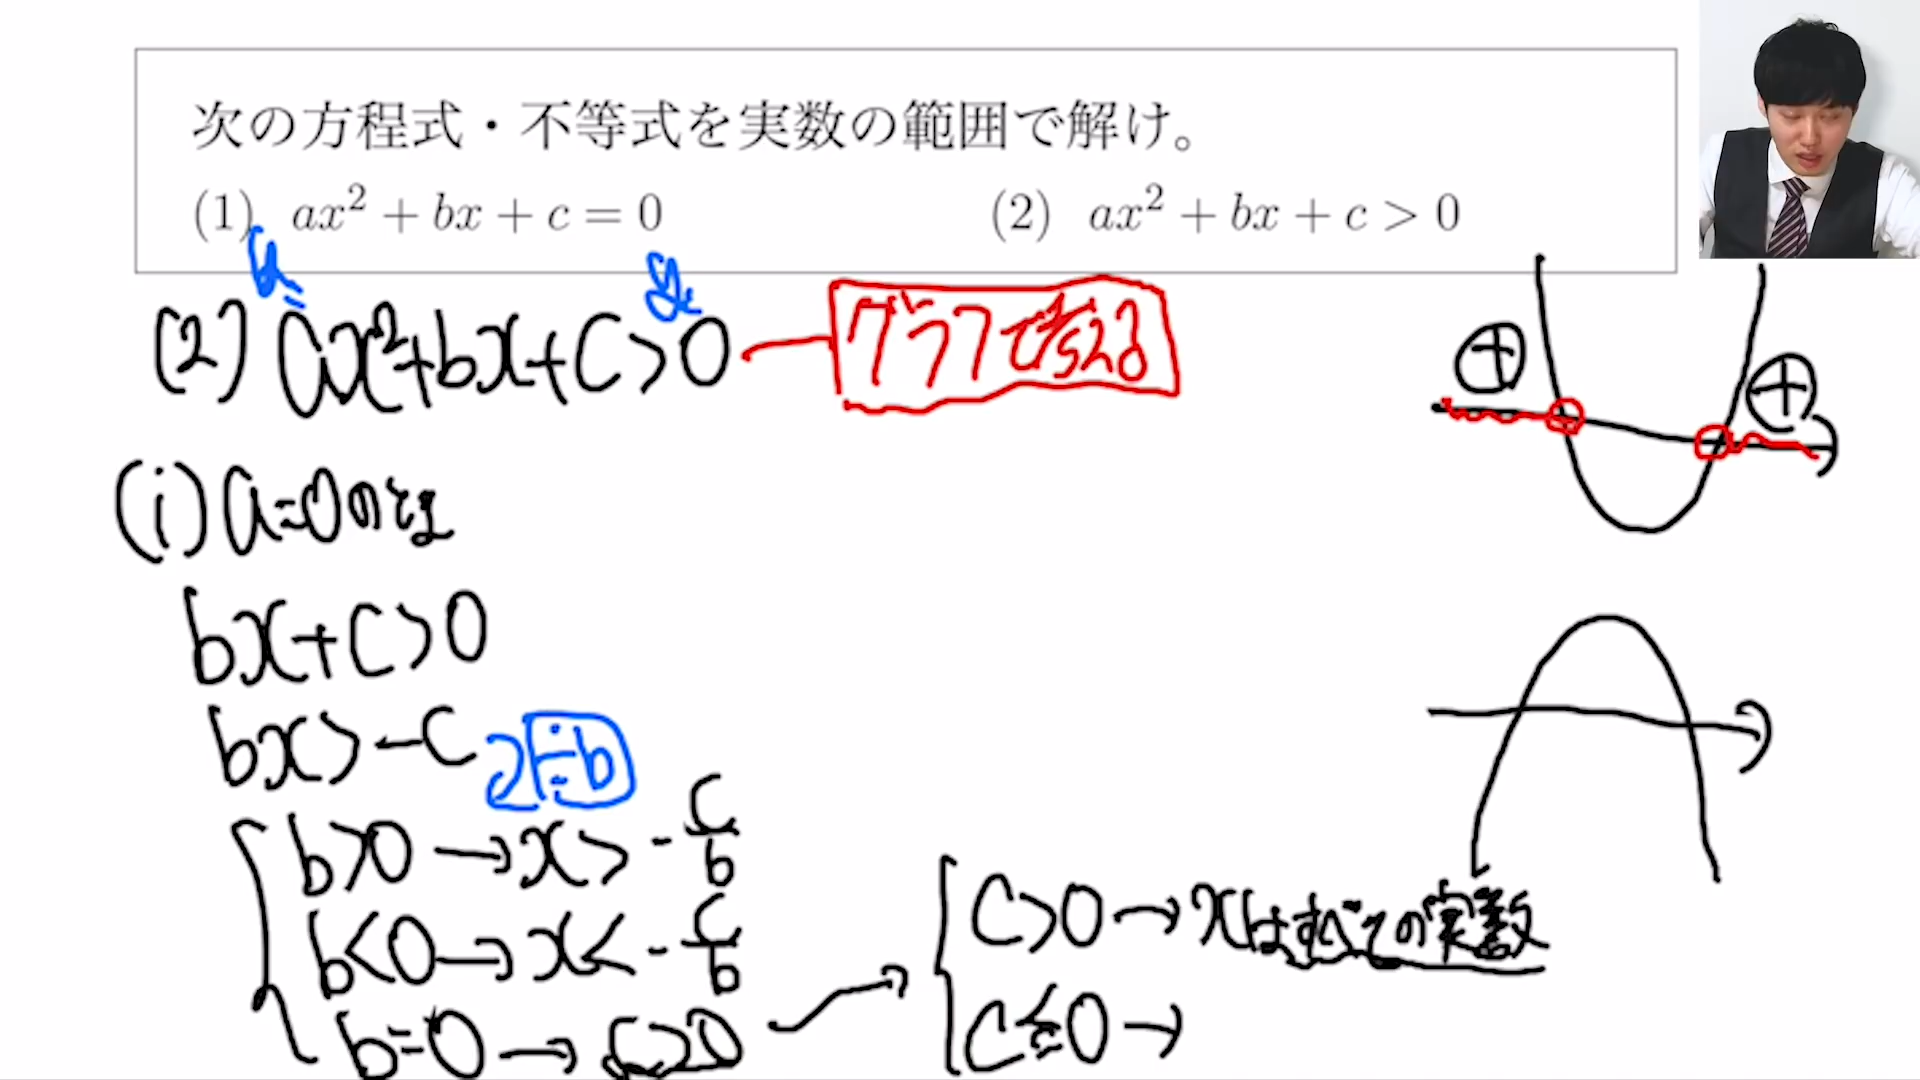 次の方程式・不等式を実数の範囲で解け。
(1) ax² + bx + c = 0
(2) ax² + bx + c > 0
(2) ax²+bx+c>0
グラフで考える
⊕ ⊕
(i) a=0のとき
bx+c>0
bx>-c
÷b
b>0→x>-c/b
b<0→x<-c/b
b=0→c>0
c>0→xはすべての実数
c≦0→